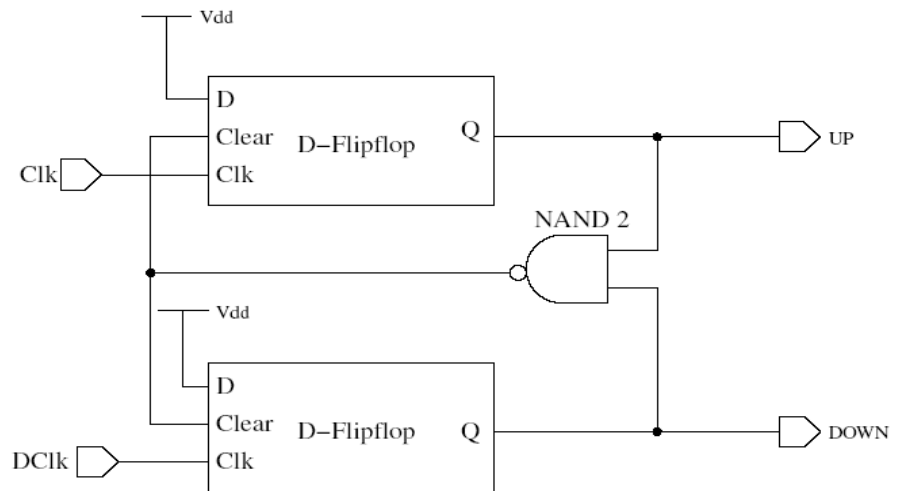 Vdd
D
Clear
Clk
D-Flipflop
Q
UP
Clk
NAND 2
Vdd
D
Clear
Clk
D-Flipflop
Q
DOWN
DClk